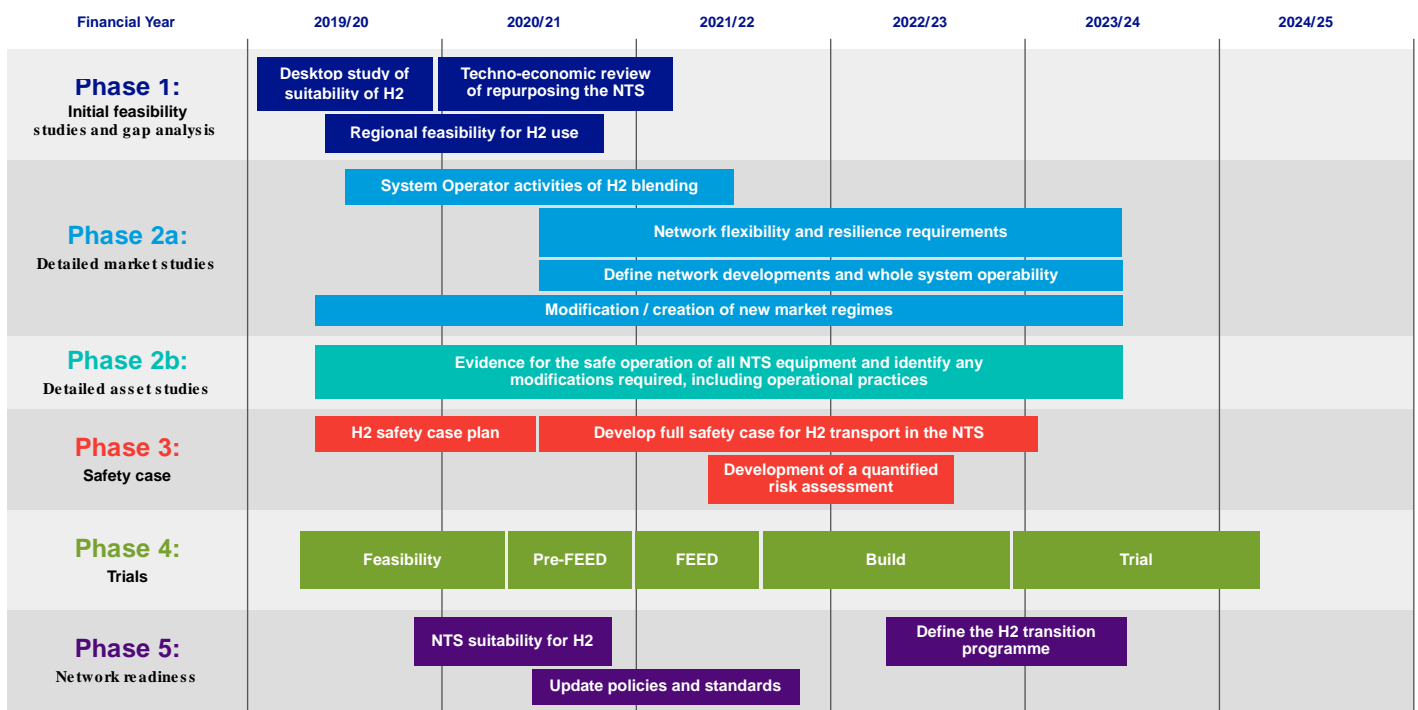 Financial Year
2019/20
2020/21
2021/22
2022/23
2023/24
2024/25
Phase 1:
Initial feasibility
studies and gap analysis
Desktop study of
suitability of H2
Techno-economic review
of repurposing the NTS
Regional feasibility for H2 use
Phase 2a:
Detailed market studies
System Operator activities of H2 blending
Network flexibility and resilience requirements
Define network developments and whole system operability
Modification / creation of new market regimes
Phase 2b:
Detailed asset studies
Evidence for the safe operation of all NTS equipment and identify any
modifications required, including operational practices
Phase 3:
Safety case
H2 safety case plan
Develop full safety case for H2 transport in the NTS
Development of a quantified
risk assessment
Phase 4:
Trials
Feasibility
Pre-FEED
FEED
Build
Trial
Phase 5:
Network readiness
NTS suitability for H2
Define the H2 transition
programme
Update policies and standards